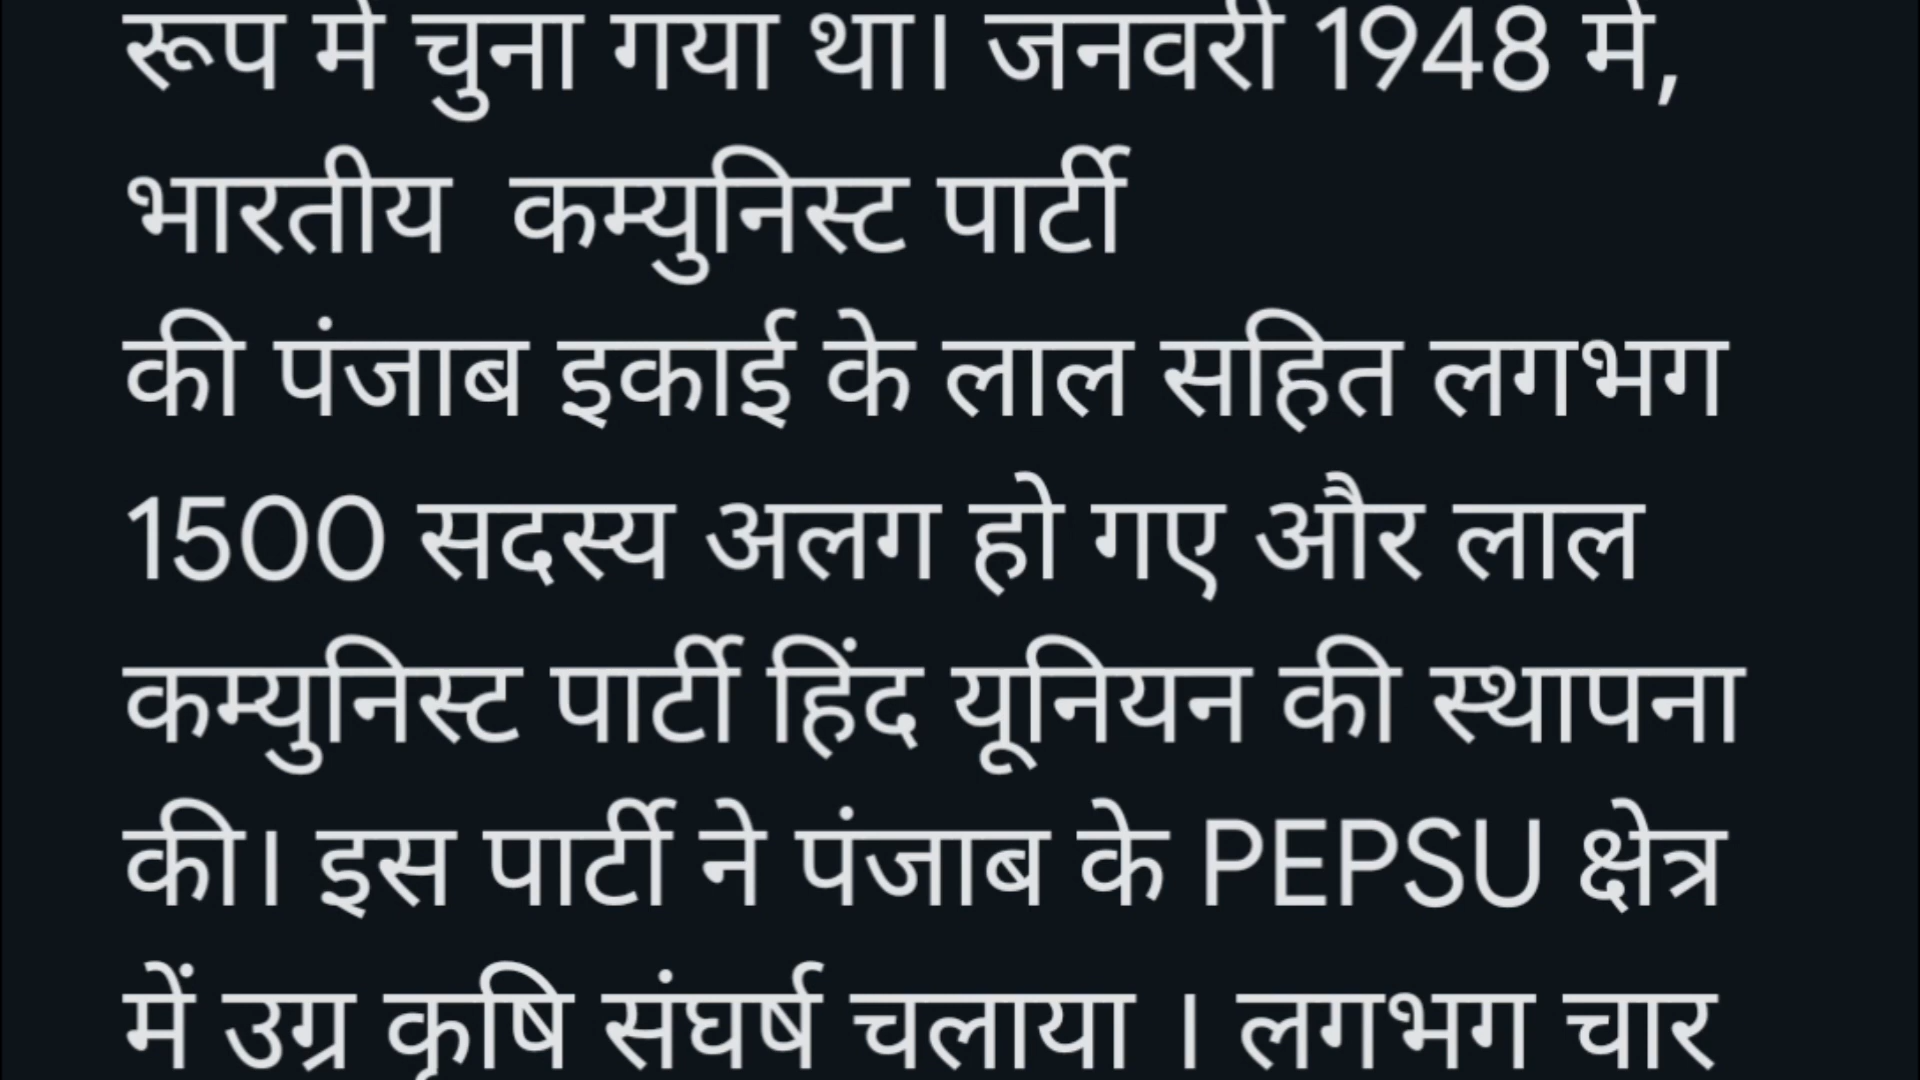 रूप में चुना गया था। जनवरी 1948 में,
भारतीय कम्युनिस्ट पार्टी
की पंजाब इकाई के लाल सहित लगभग
1500 सदस्य अलग हो गए और लाल
कम्युनिस्ट पार्टी हिंद यूनियन की स्थापना
की। इस पार्टी ने पंजाब के PEPSU क्षेत्र
में उग्र कृषि संघर्ष चलाया । लगभग चार